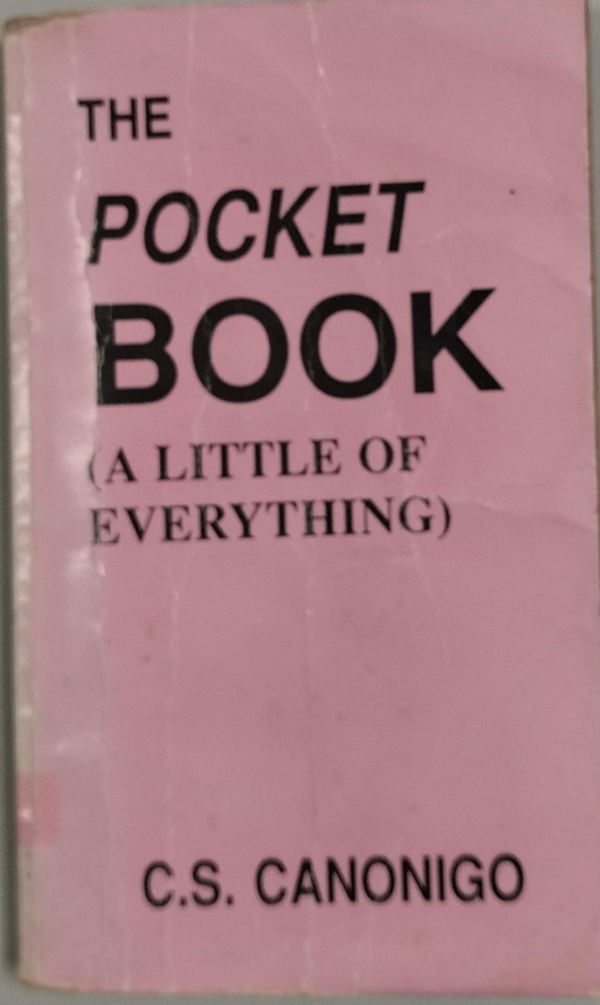 THE
POCKET
BOOK
(A LITTLE OF
EVERYTHING)
C.S. CANONIGO